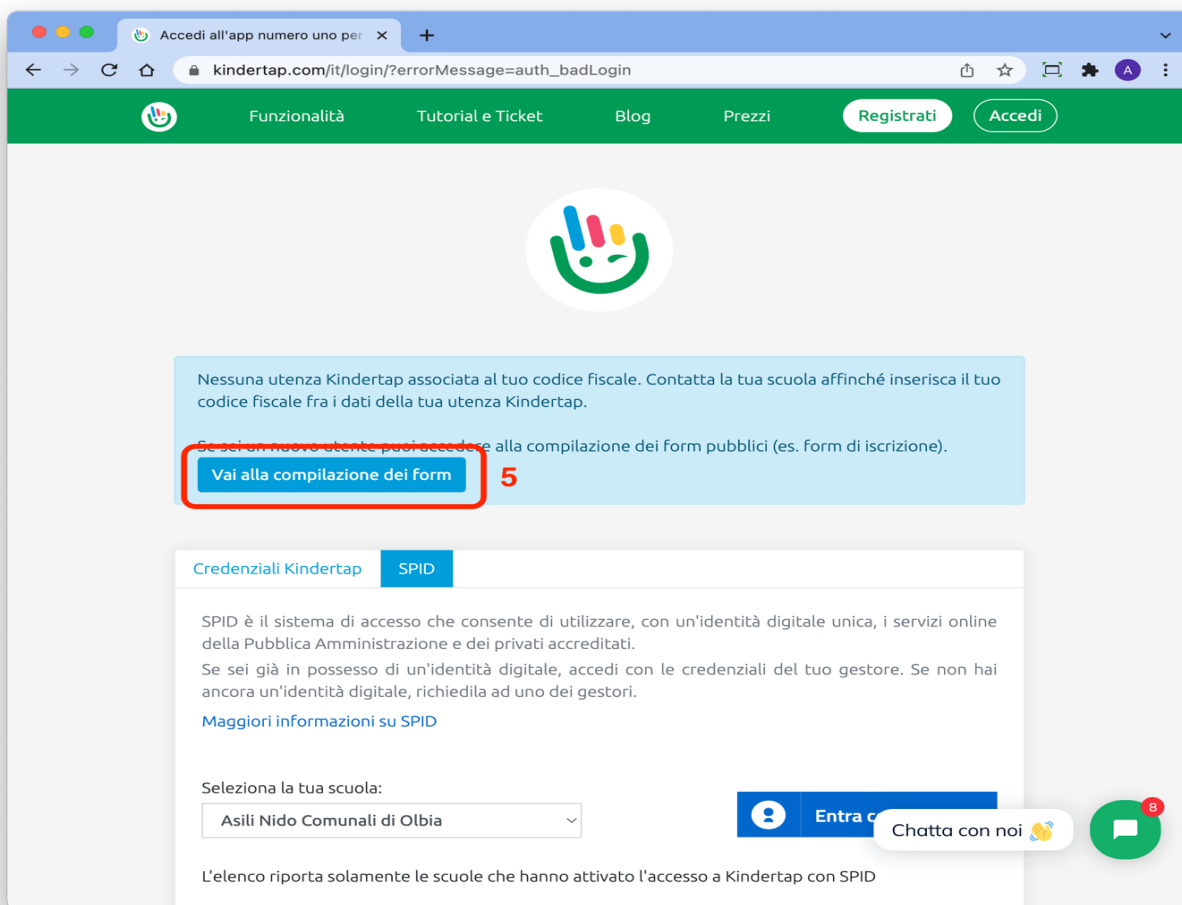 Accedi all'app numero uno per
kindertap.com/it/login/?errorMessage=auth_badLogin
A
Funzionalità
Tutorial e Ticket
Blog
Prezzi
Registrati
Accedi
Nessuna utenza Kindertap associata al tuo codice fiscale. Contatta la tua scuola affinché inserisca il tuo
codice fiscale fra i dati della tua utenza Kindertap.
Se sei un nuovo utente puoi accedere alla compilazione dei form pubblici (es. form di iscrizione).
Vai alla compilazione dei form
5
Credenziali Kindertap
SPID
SPID è il sistema di accesso che consente di utilizzare, con un'identità digitale unica, i servizi online
della Pubblica Amministrazione e dei privati accreditati.
Se sei già in possesso di un'identità digitale, accedi con le credenziali del tuo gestore. Se non hai
ancora un'identità digitale, richiedila ad uno dei gestori.
Maggiori informazioni su SPID
Seleziona la tua scuola:
Asili Nido Comunali di Olbia
Entra
Chatta con noi 👋
8
L'elenco riporta solamente le scuole che hanno attivato l'accesso a Kindertap con SPID